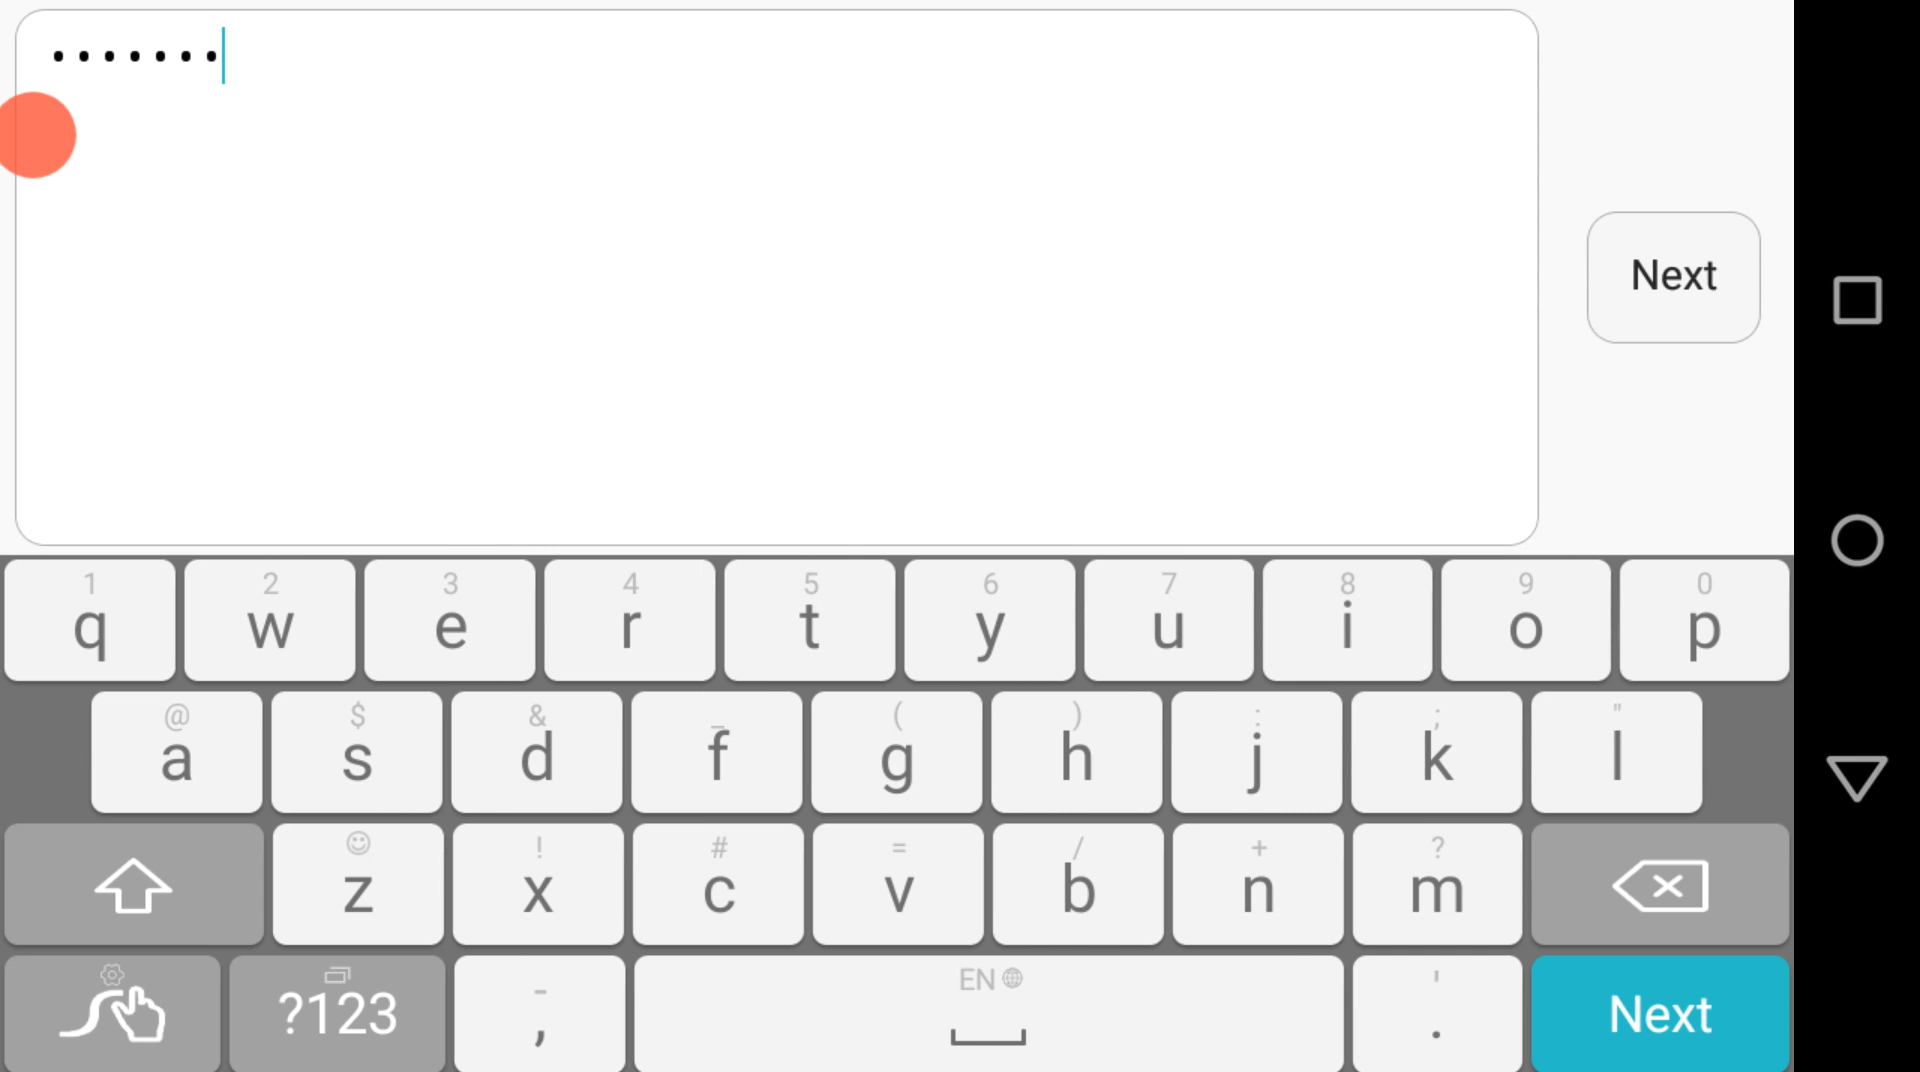 •••••••
Next
1 2 3 4 5 6 7 8 9 0
q w e r t y u i o p
@ $ & _ ( ) : ; "
a s d f g h j k l
! # = / + ?
z x c v b n m
- EN '
?123 , . Next